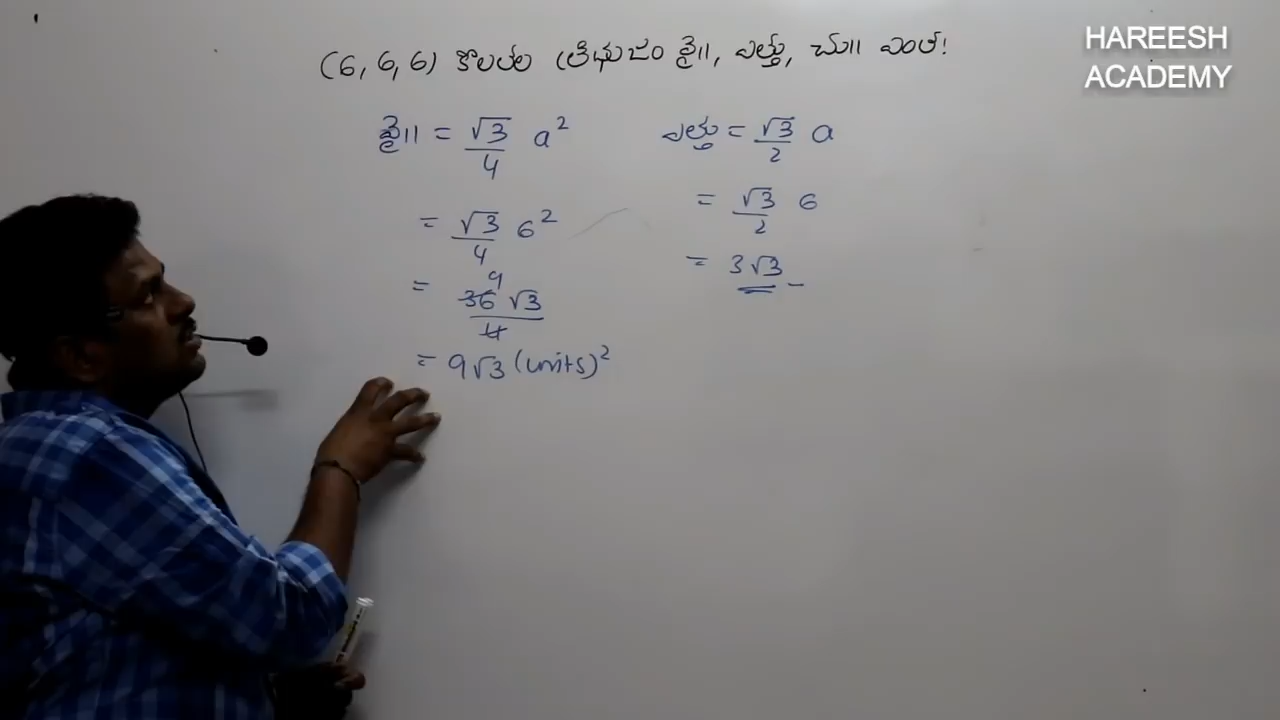 (6, 6, 6) కొలతల త్రిభుజం వై॥, ఎత్తు, చు॥ ఎంత!
HAREESH
ACADEMY
వై॥ = √3/4 a²
= √3/4 6²
= 9 36 √3/4
= 9√3 (units)²
ఎత్తు = √3/2 a
= √3/2 6
= 3√3